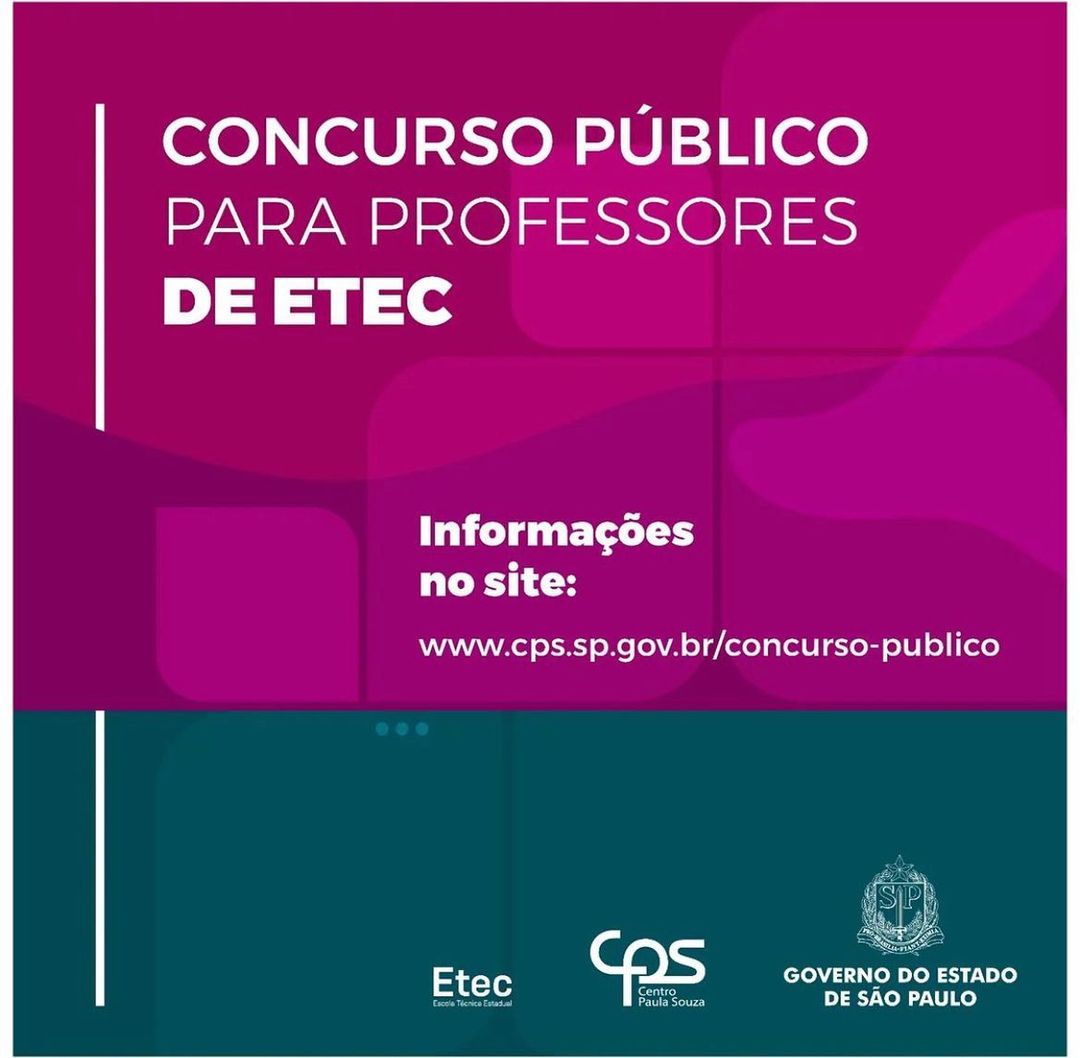 CONCURSO PÚBLICO
PARA PROFESSORES
DE ETEC
Informações
no site:
www.cps.sp.gov.br/concurso-publico
Etec
Escola Técnica Estadual
CPS
Centro
Paula Souza
SP
GOVERNO DO ESTADO
DE SÃO PAULO